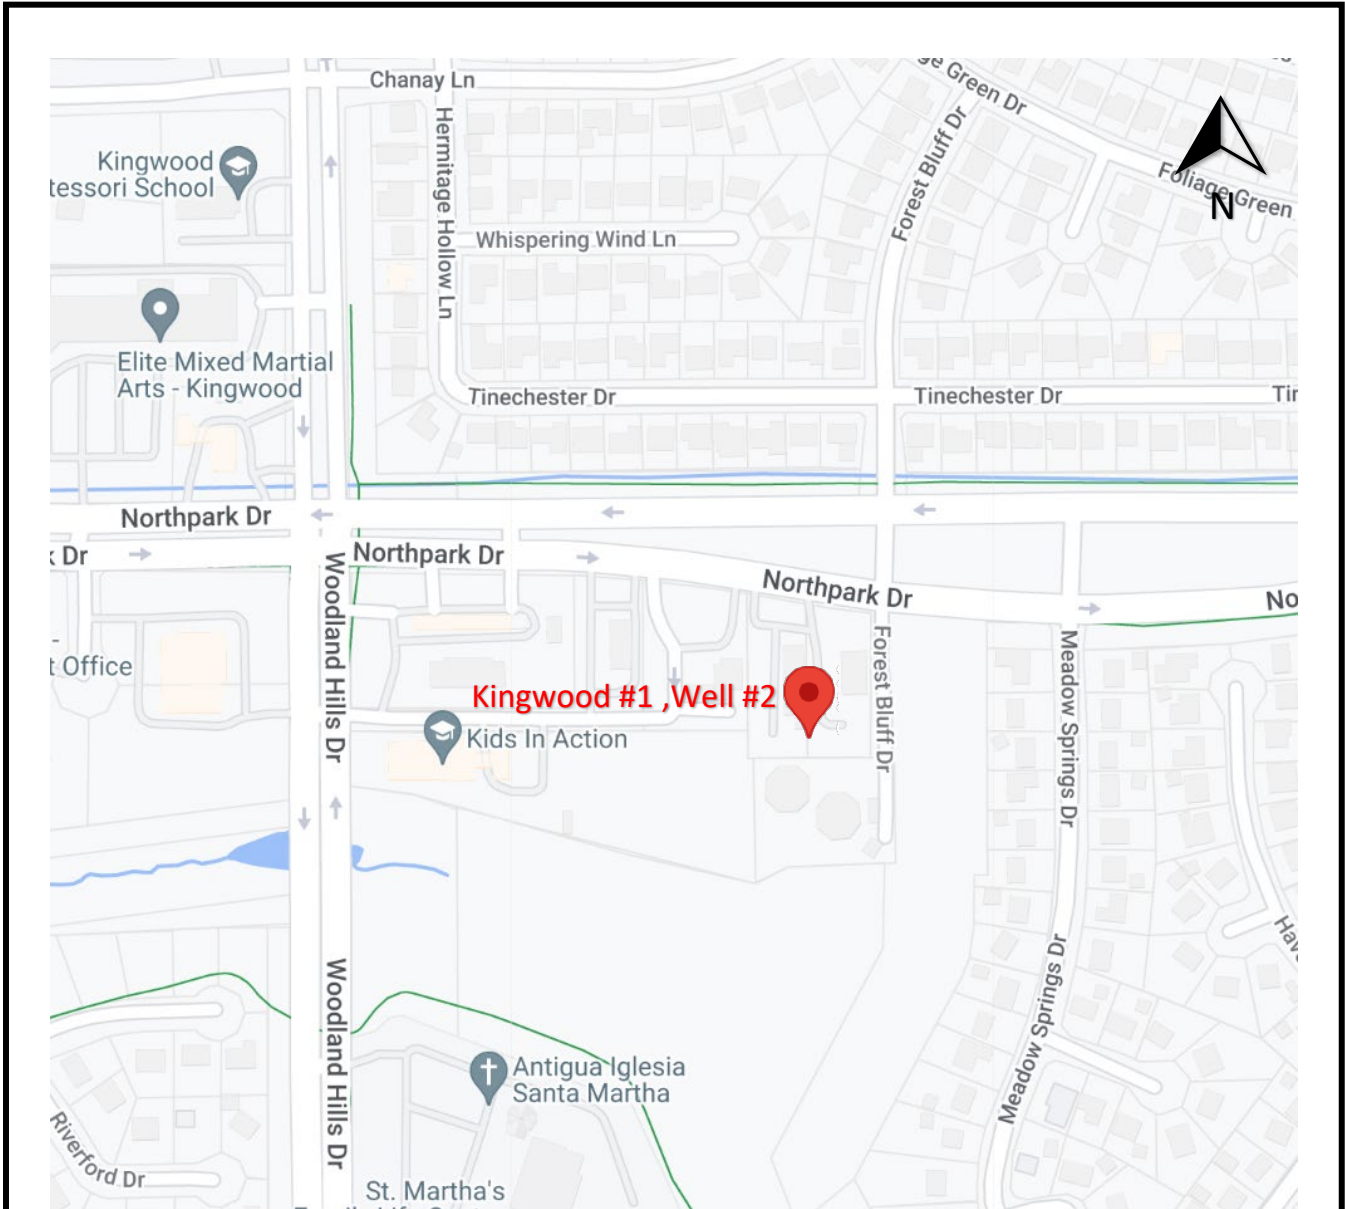 Chanay Ln
ge Green Dr
Kingwood
tessori School
Hermitage Hollow Ln
Forest Bluff Dr
Foliage Green
N
Whispering Wind Ln
Elite Mixed Martial
Arts - Kingwood
Tinechester Dr
Tinechester Dr
Tir
Northpark Dr
k Dr
Northpark Dr
Northpark Dr
No
Woodland Hills Dr
t Office
Forest Bluff Dr
Meadow Springs Dr
Kingwood #1 ,Well #2
Kids In Action
Woodland Hills Dr
Meadow Springs Dr
Hav
Antigua Iglesia
Santa Martha
Riverford Dr
St. Martha's